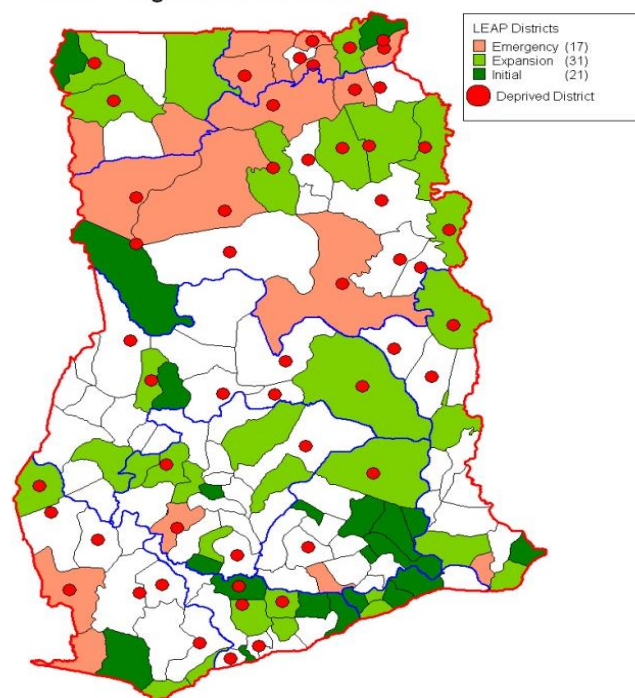 LEAP Districts
Emergency (17)
Expansion (31)
Initial (21)
Deprived District